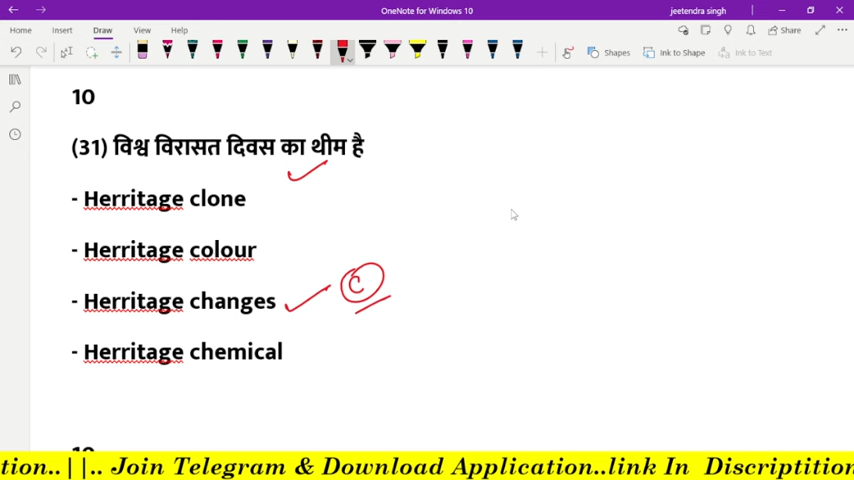 OneNote for Windows 10
jeetendra singh
Home Insert Draw View Help
Share
Shapes Ink to Shape Ink to Text
10
(31) विश्व विरासत दिवस का थीम है
- Herritage clone
- Herritage colour
- Herritage changes C
- Herritage chemical
tion..||.. Join Telegram & Download Application..link In Discriptition